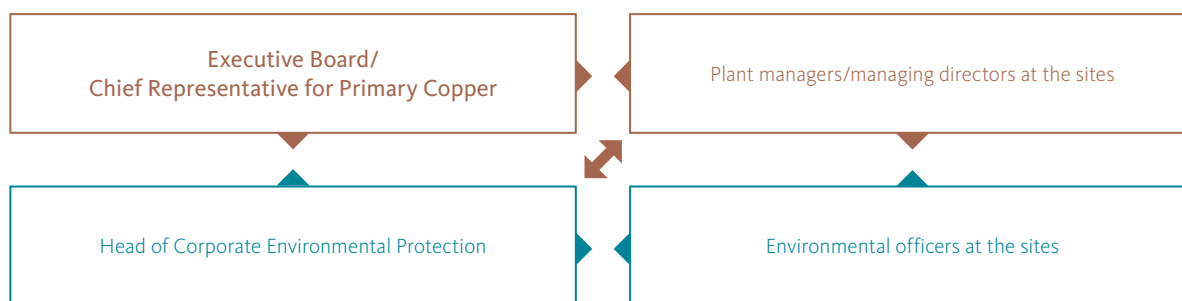 Executive Board/
Chief Representative for Primary Copper
Plant managers/managing directors at the sites
Head of Corporate Environmental Protection
Environmental officers at the sites